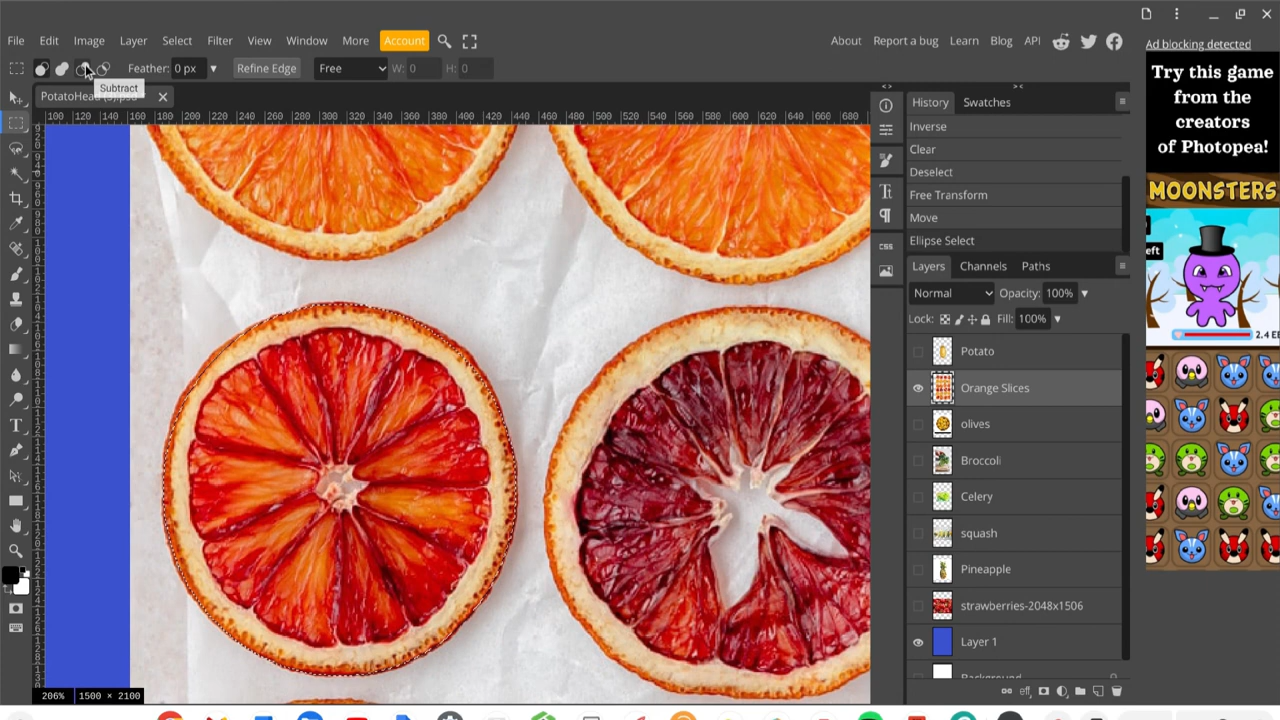 File Edit Image Layer Select Filter View Window More Account
About Report a bug Learn Blog API
Ad blocking detected
Feather: 0 px Refine Edge Free W: 0 H: 0
Subtract
PotatoHead
100 120 140 160 180 200 220 240 260 280 300 320 340 360 380 400 420 440 460 480 500 520 540 560 580 600 620 640 660 680
History Swatches
Inverse
Clear
Deselect
Free Transform
Move
Ellipse Select
Layers Channels Paths
Normal Opacity: 100%
Lock: Fill: 100%
Potato
Orange Slices
olives
Broccoli
Celery
squash
Pineapple
strawberries-2048x1506
Layer 1
Background
CSS
eff
206% 1500 × 2100
Try this game
from the
creators
of Photopea!
MOONSTERS
eft